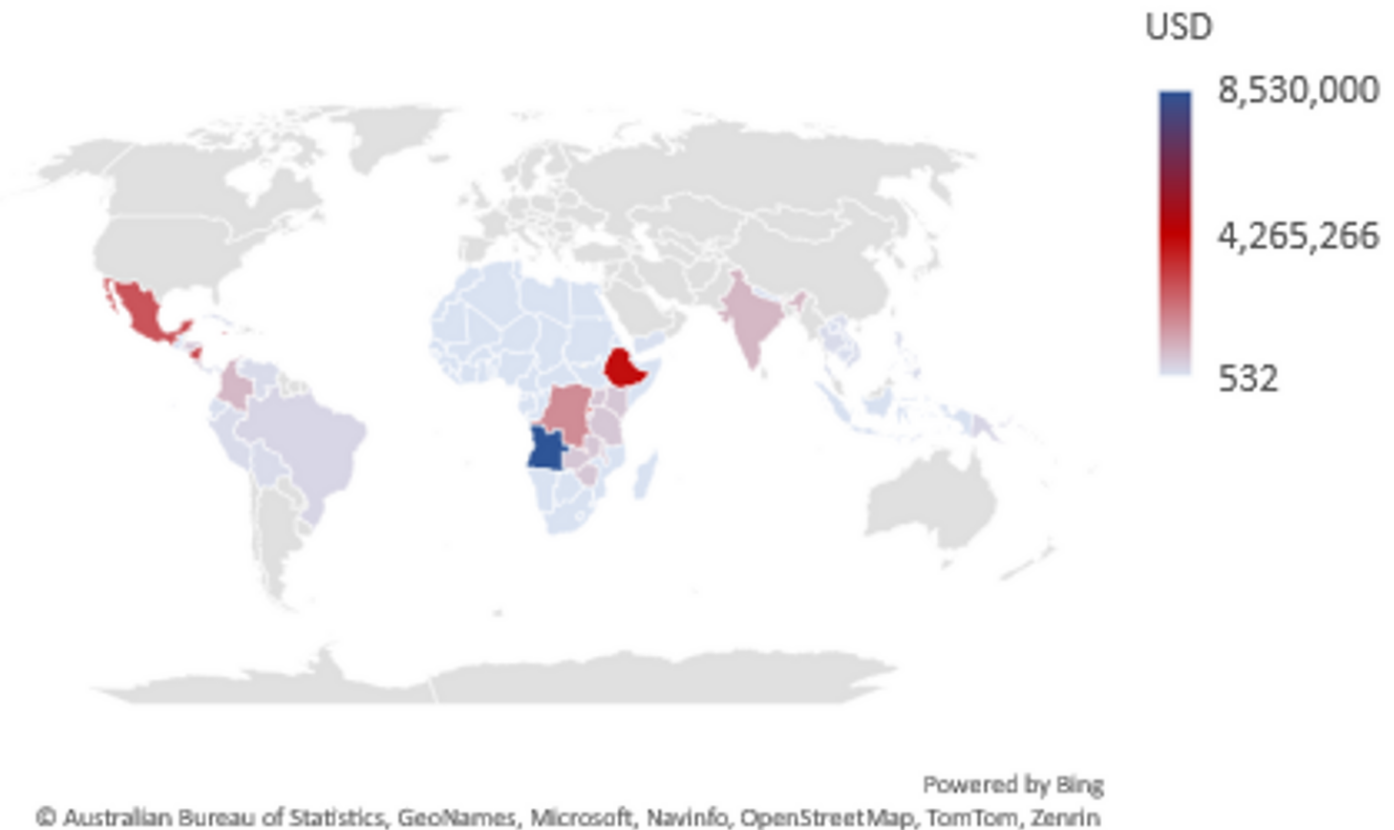 USD
8,530,000
4,265,266
532
Powered by Bing
© Australian Bureau of Statistics, GeoNames, Microsoft, Navinfo, OpenStreetMap, TomTom, Zenrin